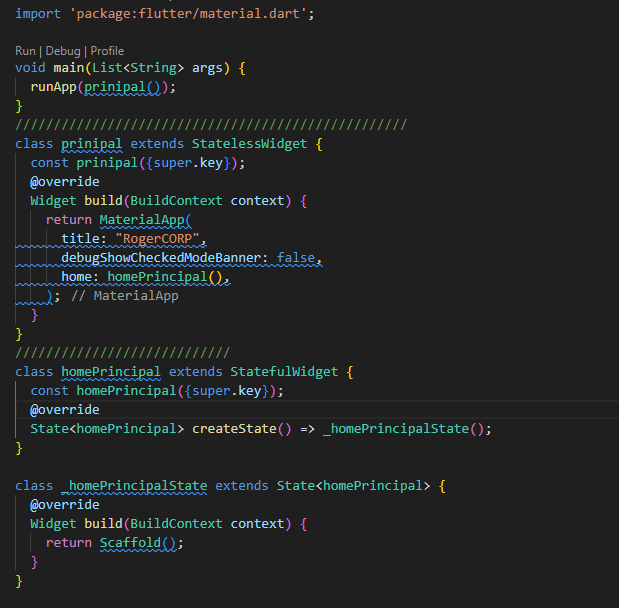 import 'package:flutter/material.dart';
Run | Debug | Profile
void main(List<String> args) {
  runApp(prinipal());
}
///////////////////////////////////////////////////
class prinipal extends StatelessWidget {
  const prinipal({super.key});
  @override
  Widget build(BuildContext context) {
    return MaterialApp(
      title: "RogerCORP",
      debugShowCheckedModeBanner: false,
      home: homePrincipal(),
    ); // MaterialApp
  }
}
////////////////////////////
class homePrincipal extends StatefulWidget {
  const homePrincipal({super.key});
  @override
  State<homePrincipal> createState() => _homePrincipalState();
}
class _homePrincipalState extends State<homePrincipal> {
  @override
  Widget build(BuildContext context) {
    return Scaffold();
  }
}